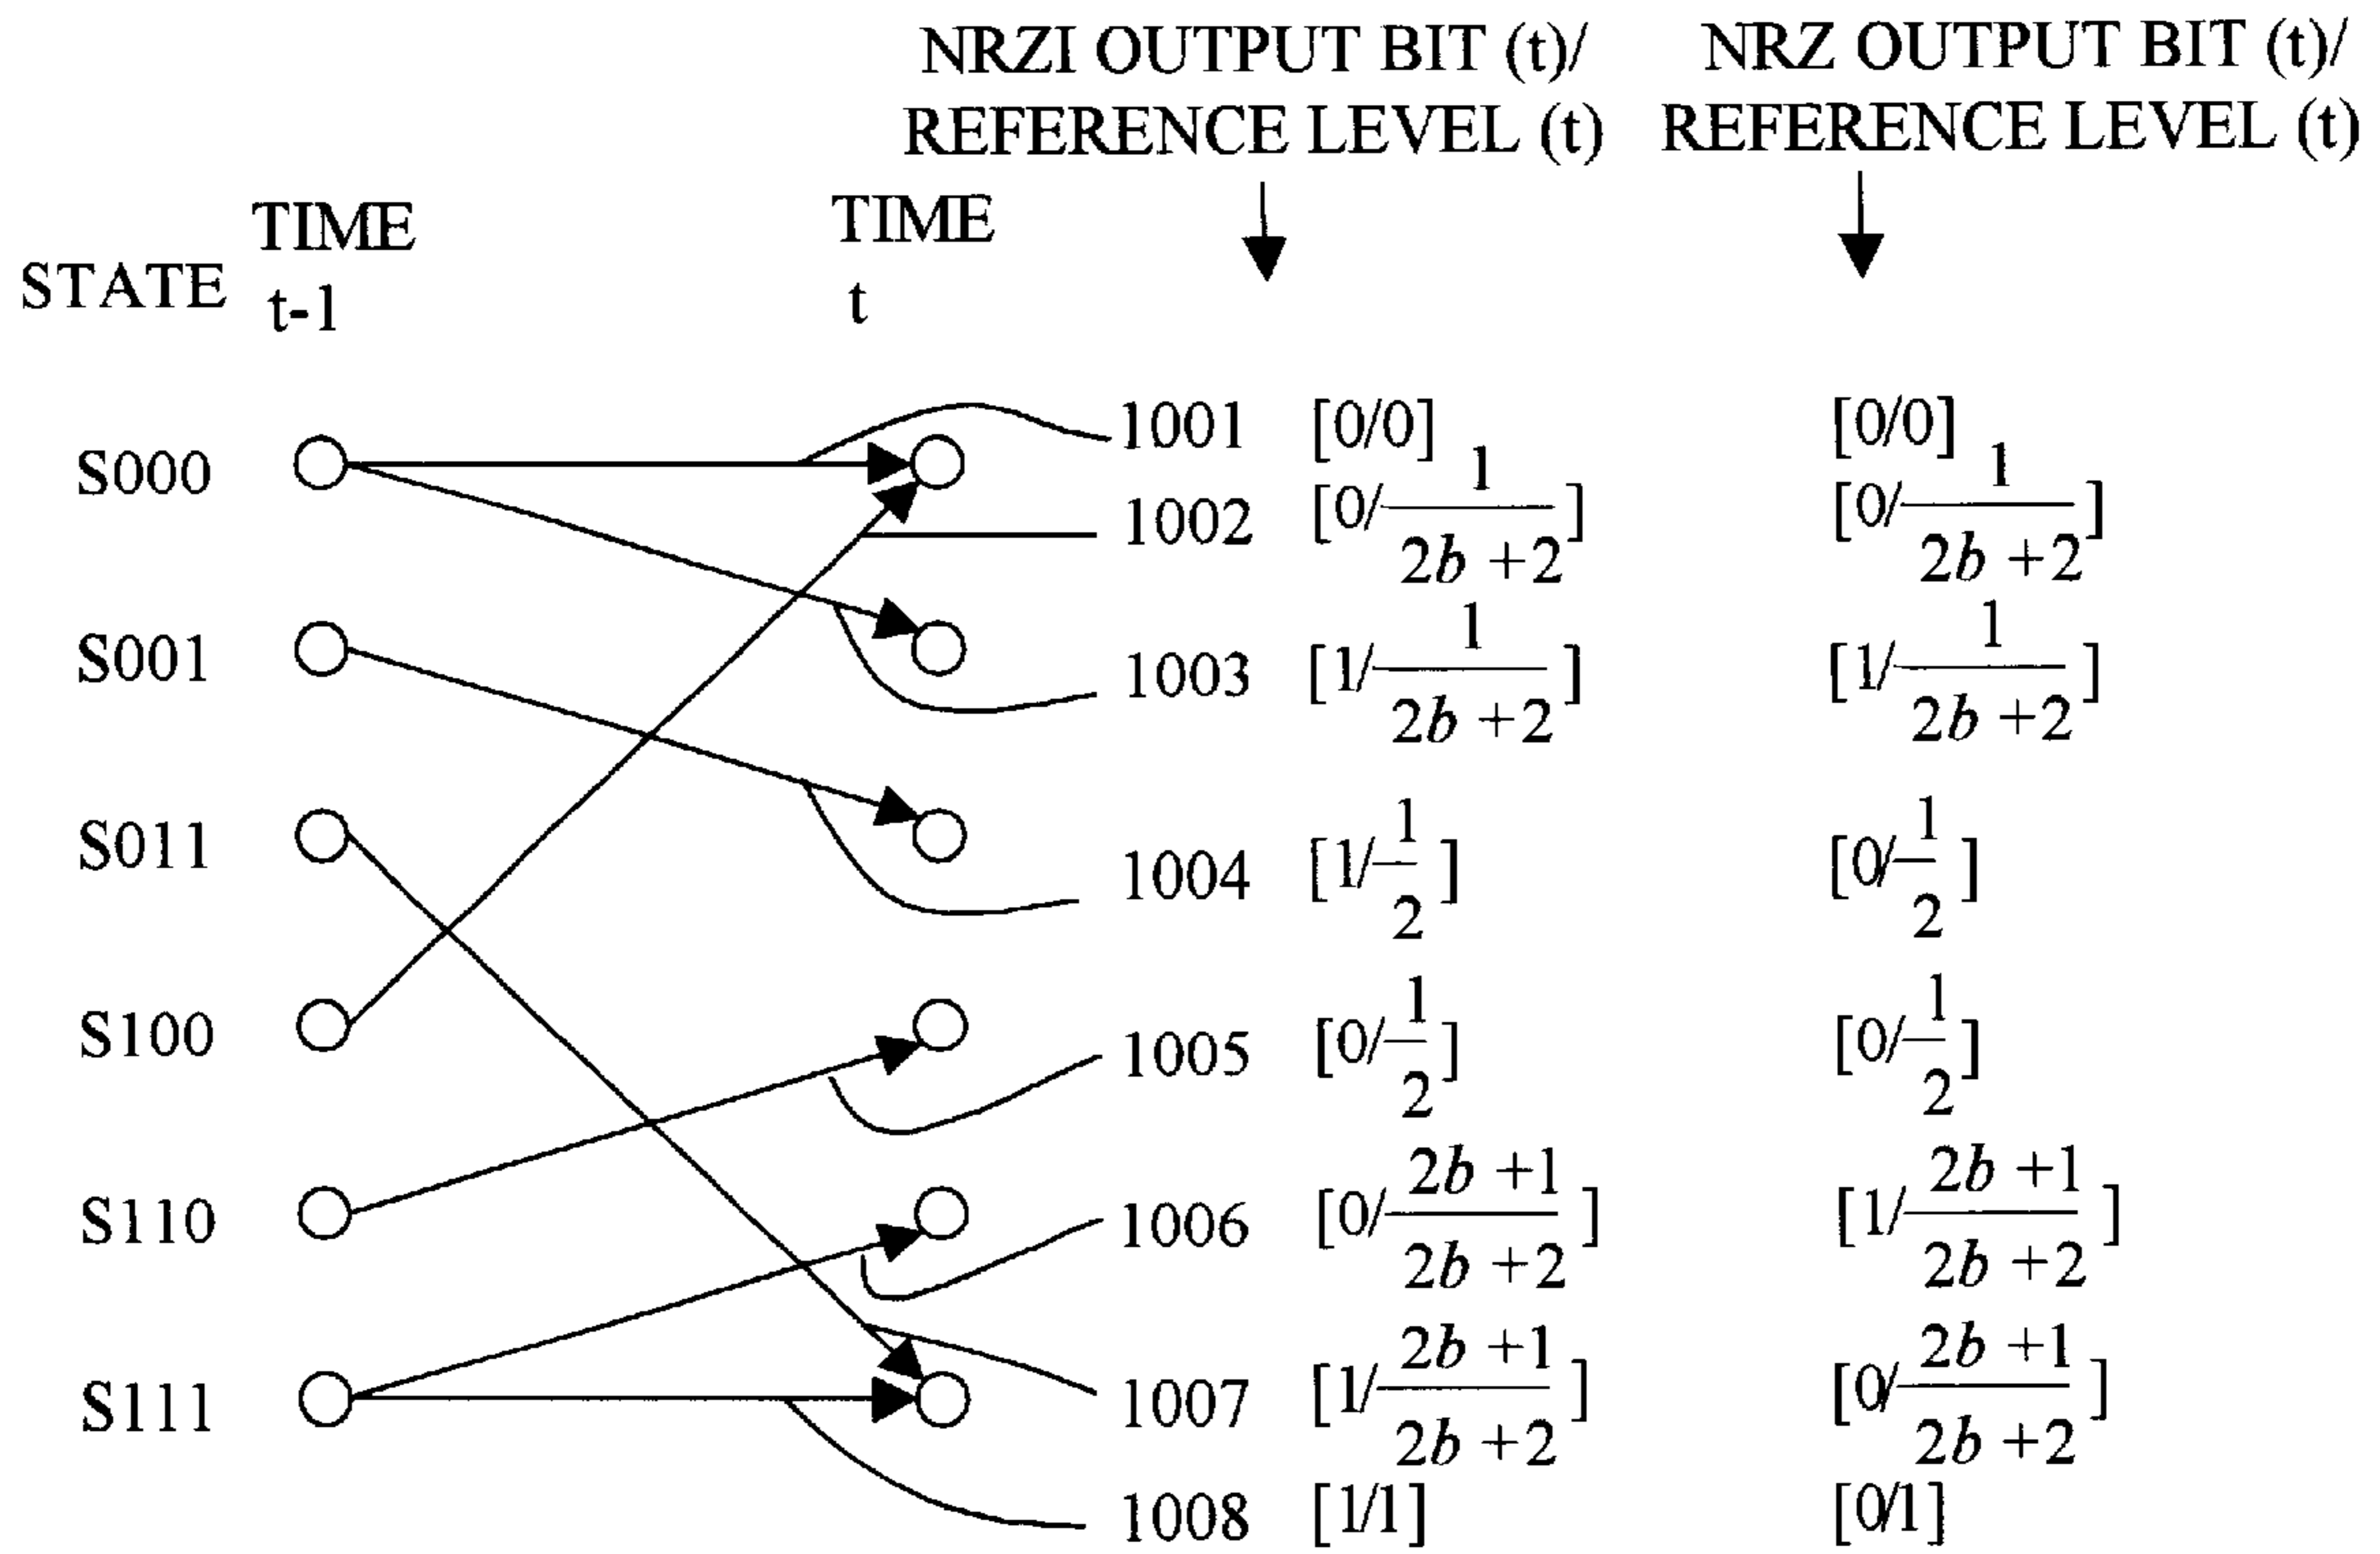 NRZI OUTPUT BIT (t)/
REFERENCE LEVEL (t)
NRZ OUTPUT BIT (t)/
REFERENCE LEVEL (t)
STATE
TIME
t-1
TIME
t
S000
S001
S011
S100
S110
S111
1001 [0/0] [0/0]
1002 [0/ 1/(2b+2) ] [0/ 1/(2b+2) ]
1003 [1/ 1/(2b+2) ] [1/ 1/(2b+2) ]
1004 [1/ 1/2 ] [0/ 1/2 ]
1005 [0/ 1/2 ] [0/ 1/2 ]
1006 [0/ (2b+1)/(2b+2) ] [1/ (2b+1)/(2b+2) ]
1007 [1/ (2b+1)/(2b+2) ] [0/ (2b+1)/(2b+2) ]
1008 [1/1] [0/1]